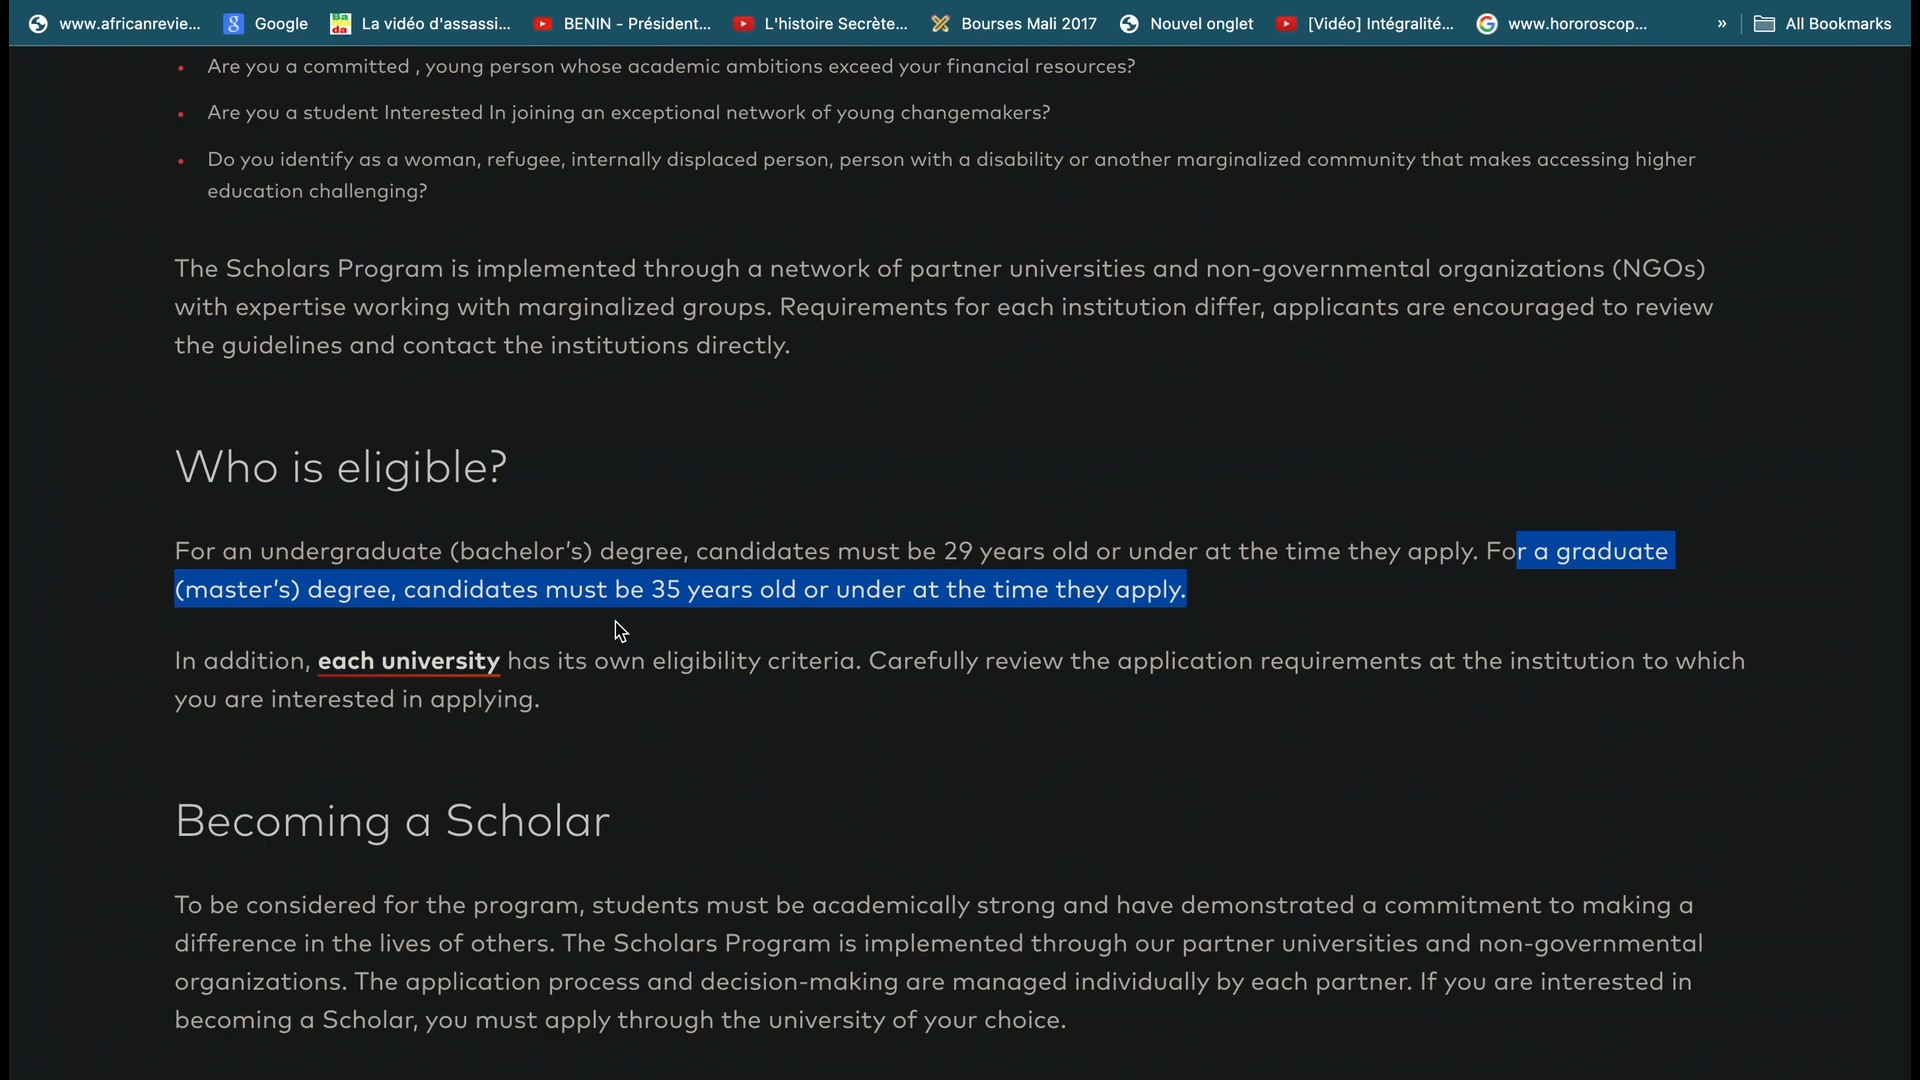 www.africanrevie... Google La vidéo d'assassi... BENIN - Président... L'histoire Secrète... Bourses Mali 2017 Nouvel onglet [Vidéo] Intégralité... www.hororoscop... » All Bookmarks
• Are you a committed , young person whose academic ambitions exceed your financial resources?
• Are you a student Interested In joining an exceptional network of young changemakers?
• Do you identify as a woman, refugee, internally displaced person, person with a disability or another marginalized community that makes accessing higher
education challenging?
The Scholars Program is implemented through a network of partner universities and non-governmental organizations (NGOs)
with expertise working with marginalized groups. Requirements for each institution differ, applicants are encouraged to review
the guidelines and contact the institutions directly.
Who is eligible?
For an undergraduate (bachelor’s) degree, candidates must be 29 years old or under at the time they apply. For a graduate
(master’s) degree, candidates must be 35 years old or under at the time they apply.
In addition, each university has its own eligibility criteria. Carefully review the application requirements at the institution to which
you are interested in applying.
Becoming a Scholar
To be considered for the program, students must be academically strong and have demonstrated a commitment to making a
difference in the lives of others. The Scholars Program is implemented through our partner universities and non-governmental
organizations. The application process and decision-making are managed individually by each partner. If you are interested in
becoming a Scholar, you must apply through the university of your choice.